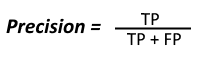 Precision = TP
TP + FP